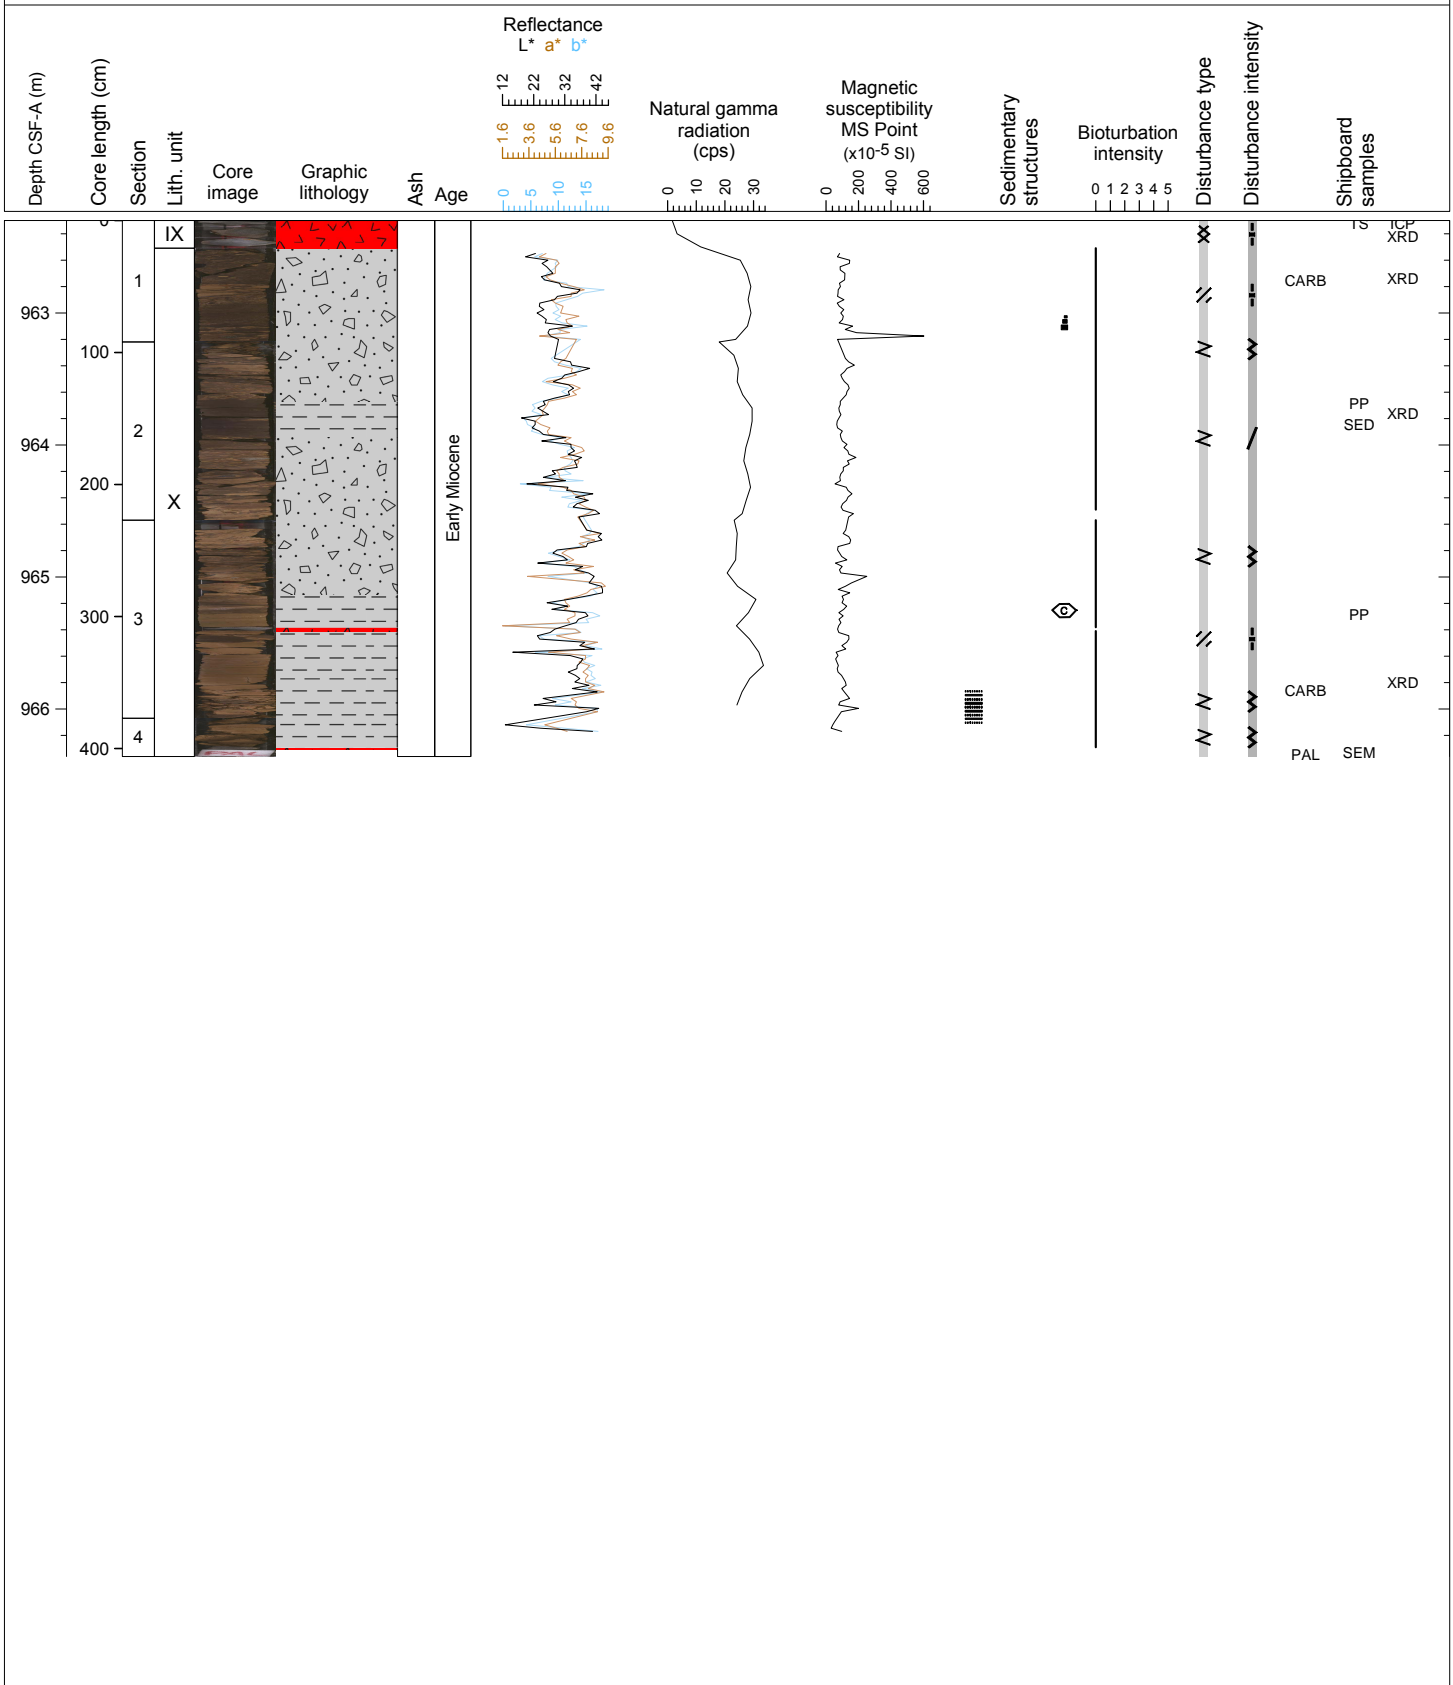 Reflectance
L* a* b*
12 22 32 42
1.6 3.6 5.6 7.6 9.6
0 5 10 15
Depth CSF-A (m)
Core length (cm)
Section
Lith. unit
Core
image
Graphic
lithology
Ash
Age
Natural gamma
radiation
(cps)
0 10 20 30
Magnetic
susceptibility
MS Point
(x10-5 SI)
0 200 400 600
Sedimentary
structures
Bioturbation
intensity
0 1 2 3 4 5
Disturbance type
Disturbance intensity
Shipboard
samples
0
IX
TS ICP
XRD
1
CARB XRD
963
100
C
PP
XRD
SED
2
964
200
X
Early Miocene
965
300
3
PP
XRD
CARB
966
4
400
PAL SEM